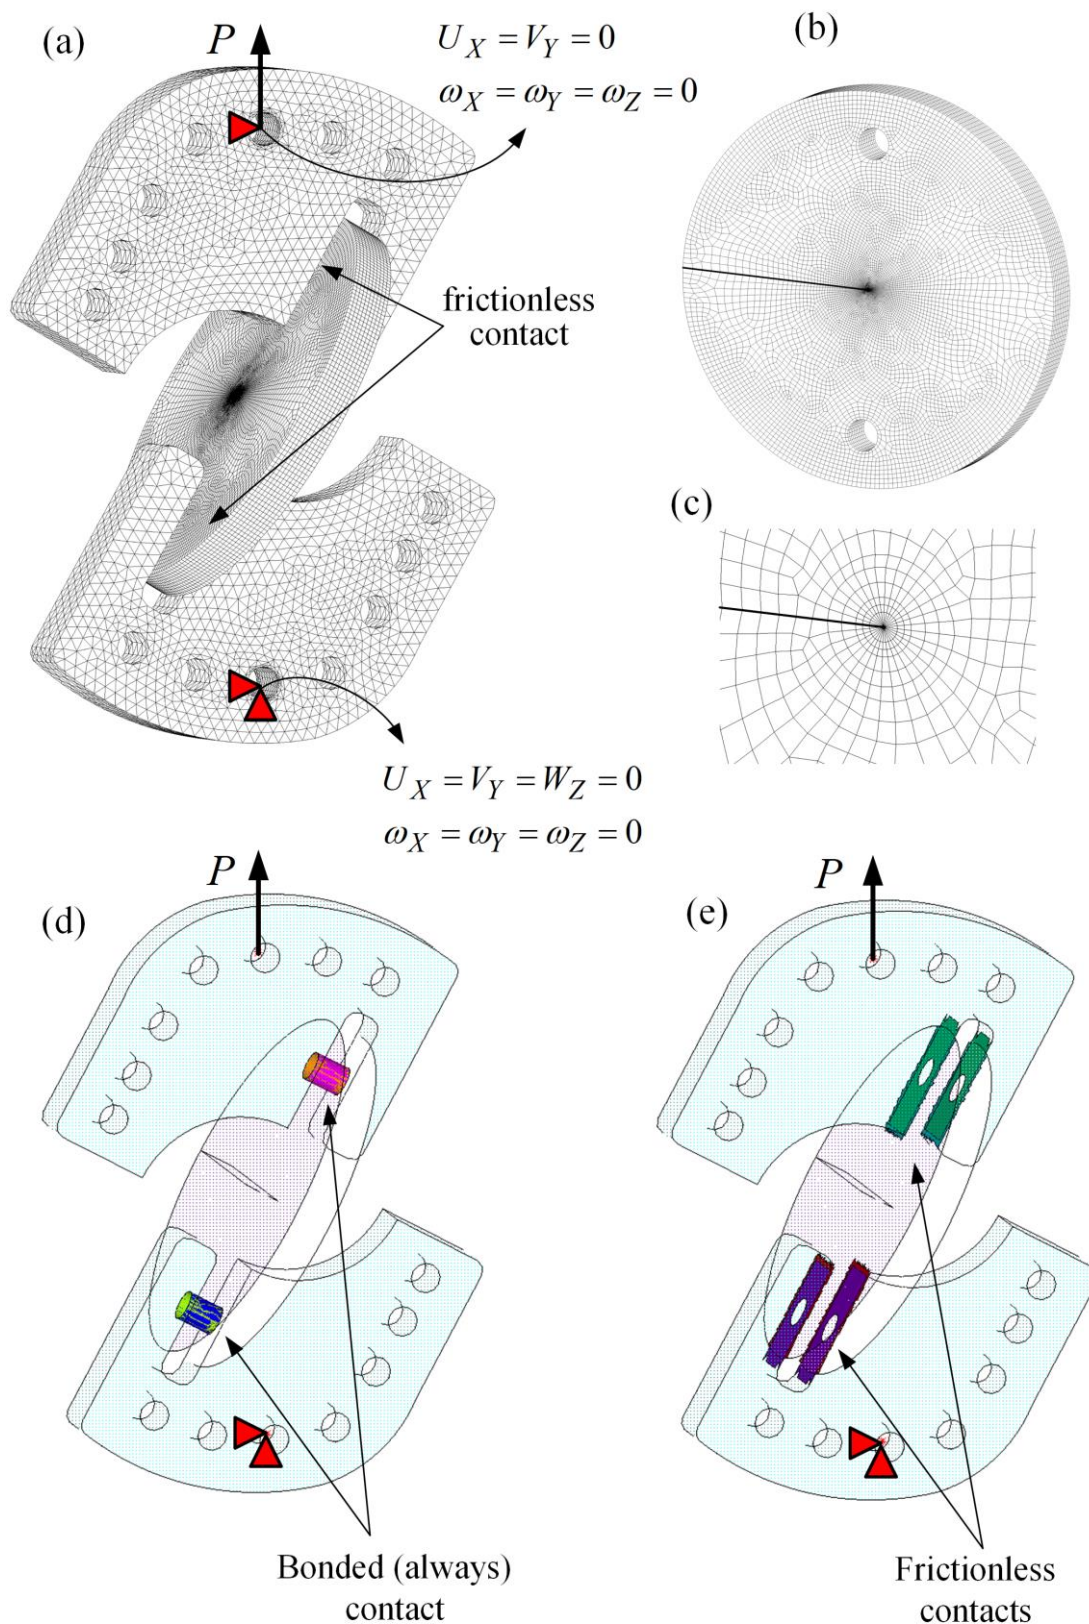 (a)
P
U_X = V_Y = 0
ω_X = ω_Y = ω_Z = 0
(b)
frictionless
contact
(c)
U_X = V_Y = W_Z = 0
ω_X = ω_Y = ω_Z = 0
(d)
P
(e)
P
Bonded (always)
contact
Frictionless
contacts